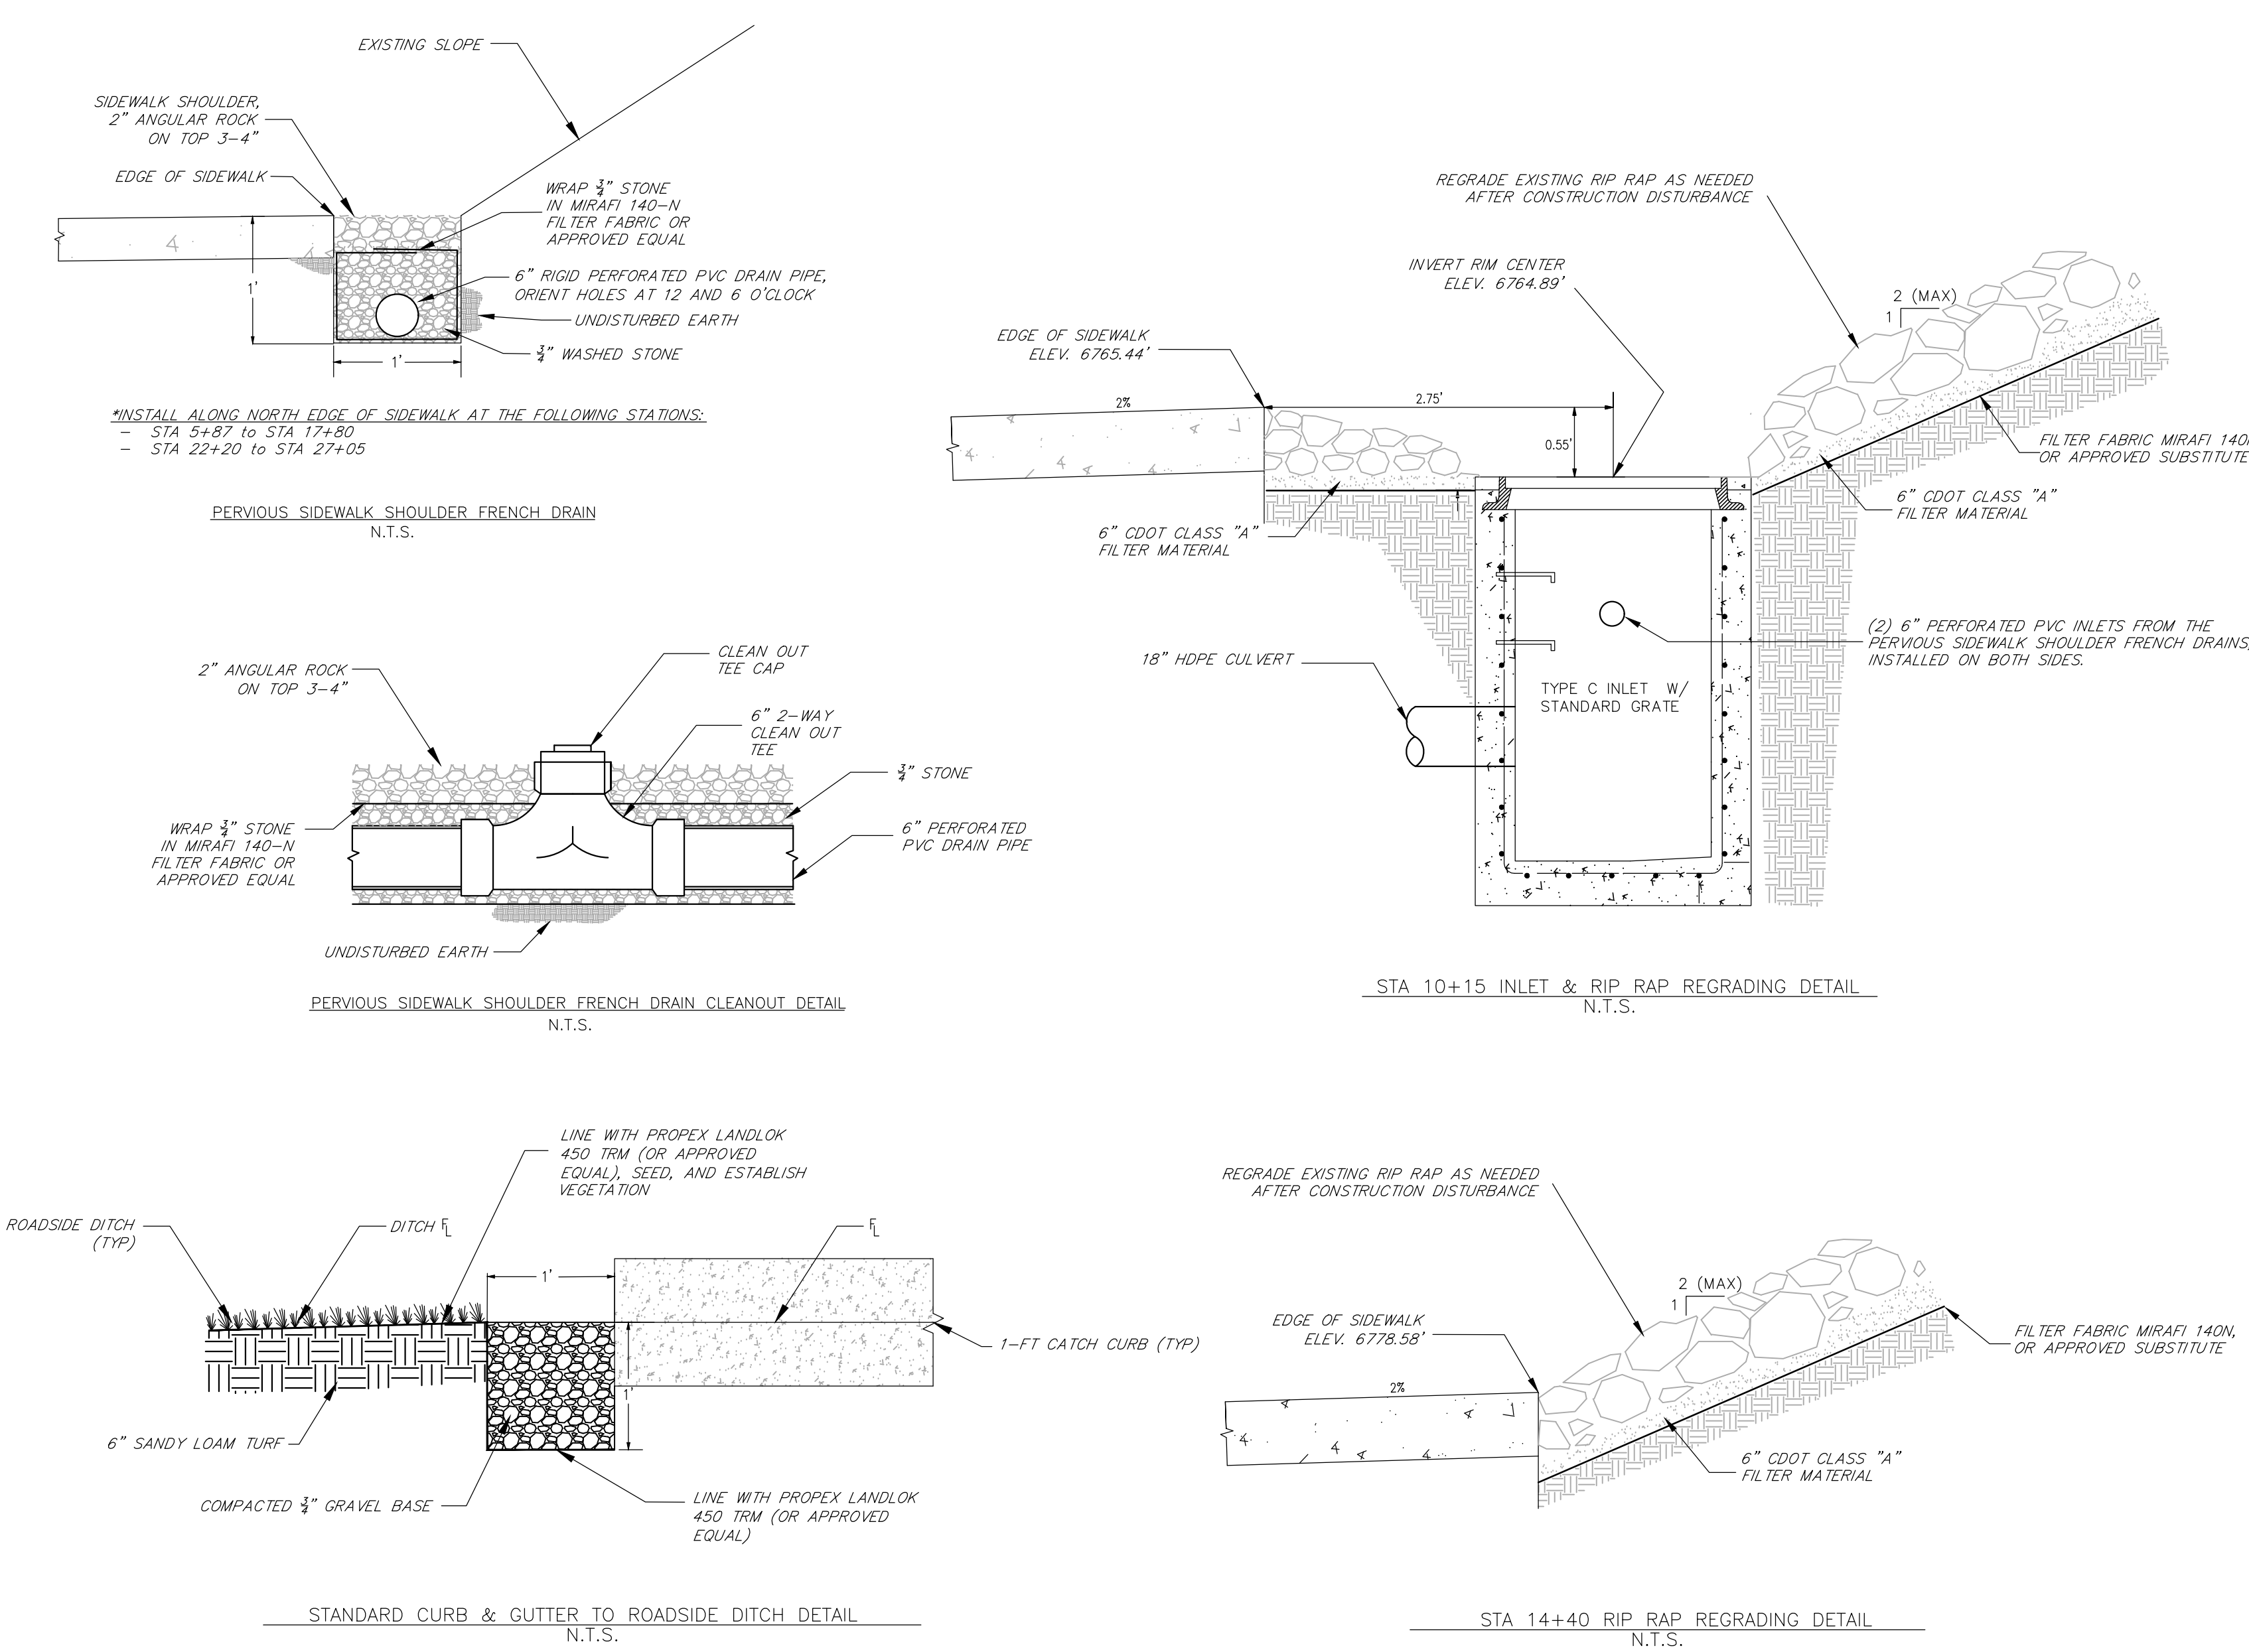 EXISTING SLOPE
SIDEWALK SHOULDER,
2" ANGULAR ROCK
ON TOP 3-4"
EDGE OF SIDEWALK
WRAP 3/4" STONE
IN MIRAFI 140-N
FILTER FABRIC OR
APPROVED EQUAL
6" RIGID PERFORATED PVC DRAIN PIPE,
ORIENT HOLES AT 12 AND 6 O'CLOCK
UNDISTURBED EARTH
3/4" WASHED STONE
1'
1'
*INSTALL ALONG NORTH EDGE OF SIDEWALK AT THE FOLLOWING STATIONS:
- STA 5+87 to STA 17+80
- STA 22+20 to STA 27+05
PERVIOUS SIDEWALK SHOULDER FRENCH DRAIN
N.T.S.
REGRADE EXISTING RIP RAP AS NEEDED
AFTER CONSTRUCTION DISTURBANCE
INVERT RIM CENTER
ELEV. 6764.89'
2 (MAX)
1
EDGE OF SIDEWALK
ELEV. 6765.44'
2%
2.75'
0.55'
FILTER FABRIC MIRAFI 140
OR APPROVED SUBSTITUTE
6" CDOT CLASS "A"
FILTER MATERIAL
6" CDOT CLASS "A"
FILTER MATERIAL
(2) 6" PERFORATED PVC INLETS FROM THE
PERVIOUS SIDEWALK SHOULDER FRENCH DRAINS,
INSTALLED ON BOTH SIDES.
18" HDPE CULVERT
TYPE C INLET W/
STANDARD GRATE
STA 10+15 INLET & RIP RAP REGRADING DETAIL
N.T.S.
2" ANGULAR ROCK
ON TOP 3-4"
CLEAN OUT
TEE CAP
6" 2-WAY
CLEAN OUT
TEE
3/4" STONE
WRAP 3/4" STONE
IN MIRAFI 140-N
FILTER FABRIC OR
APPROVED EQUAL
6" PERFORATED
PVC DRAIN PIPE
UNDISTURBED EARTH
PERVIOUS SIDEWALK SHOULDER FRENCH DRAIN CLEANOUT DETAIL
N.T.S.
LINE WITH PROPEX LANDLOK
450 TRM (OR APPROVED
EQUAL), SEED, AND ESTABLISH
VEGETATION
ROADSIDE DITCH
(TYP)
DITCH FL
FL
1'
1'
1-FT CATCH CURB (TYP)
6" SANDY LOAM TURF
COMPACTED 3/4" GRAVEL BASE
LINE WITH PROPEX LANDLOK
450 TRM (OR APPROVED
EQUAL)
STANDARD CURB & GUTTER TO ROADSIDE DITCH DETAIL
N.T.S.
REGRADE EXISTING RIP RAP AS NEEDED
AFTER CONSTRUCTION DISTURBANCE
2 (MAX)
1
EDGE OF SIDEWALK
ELEV. 6778.58'
2%
FILTER FABRIC MIRAFI 140N,
OR APPROVED SUBSTITUTE
6" CDOT CLASS "A"
FILTER MATERIAL
STA 14+40 RIP RAP REGRADING DETAIL
N.T.S.